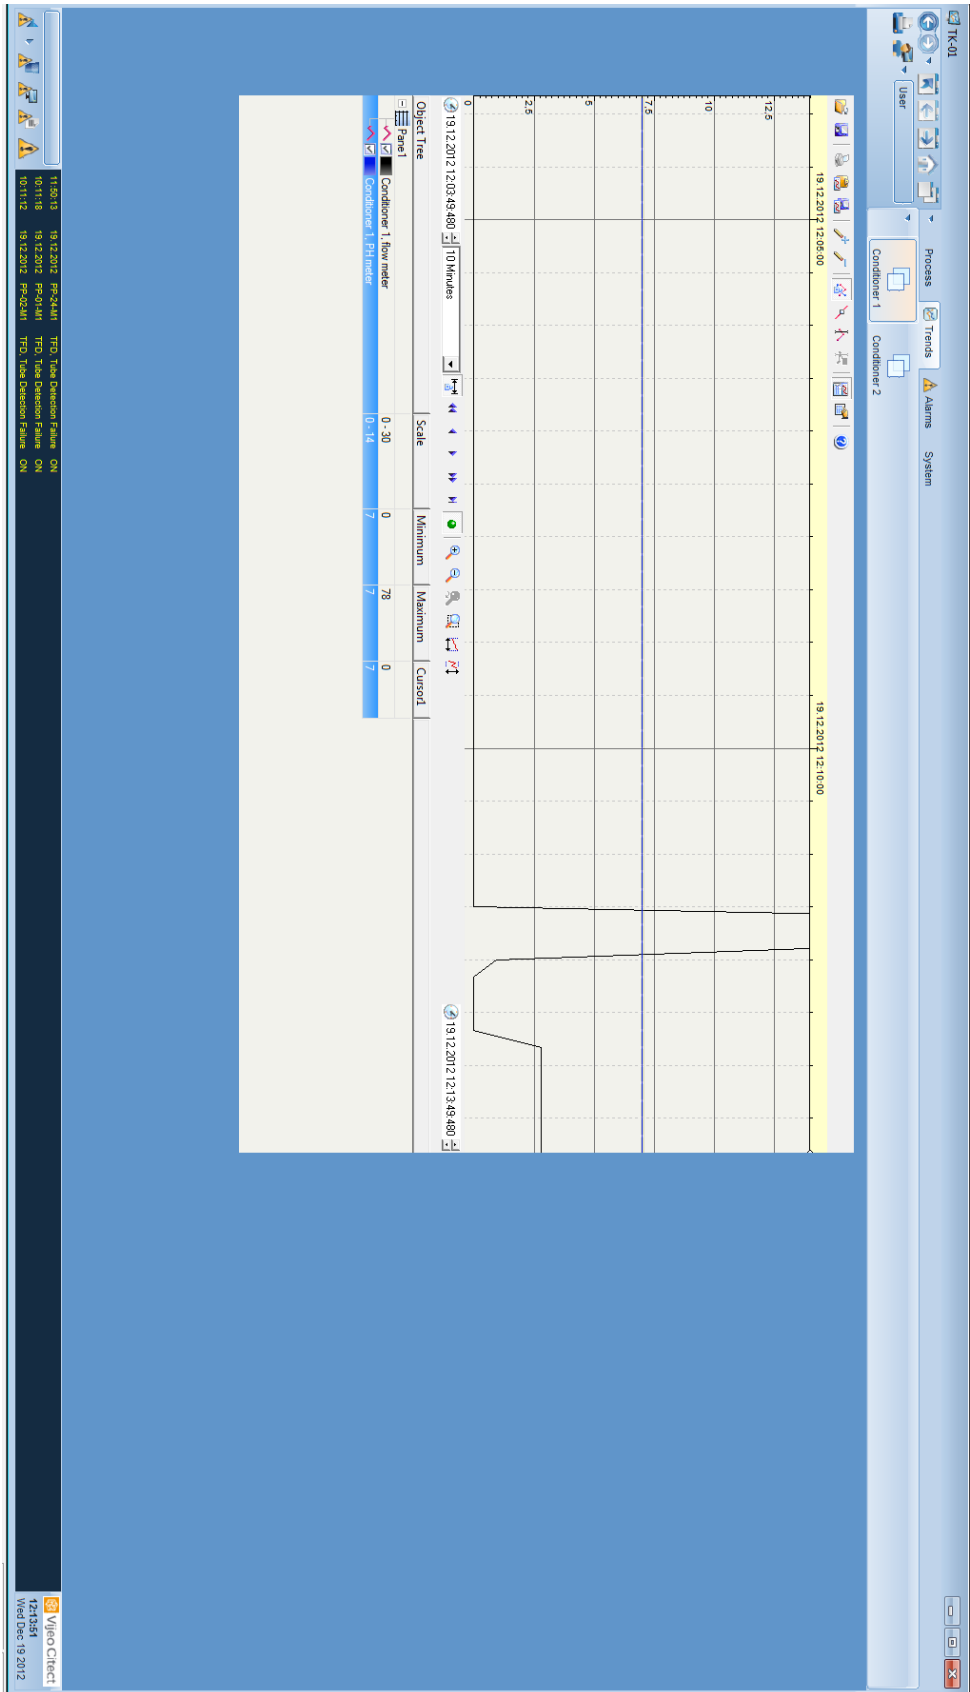 TK-01
User
Process
Trends
Alarms
System
Conditioner 1
Conditioner 2
19.12.2012 12:05:00
19.12.2012 12:10:00
12,5
10
7,5
5
2,5
0
19.12.2012 12:03:49:480
10 Minutes
19.12.2012 12:13:49:480
Object Tree Scale Minimum Maximum Cursor1
Pane1
Conditioner 1, flow meter 0 - 30 0 78 0
Conditioner 1, PH meter 0 - 14 7 7 7
11:50:13 19.12.2012 PP-24-M1 TFD, Tube Detection Failure ON
10:11:18 19.12.2012 PP-01-M1 TFD, Tube Detection Failure ON
10:11:12 19.12.2012 PP-02-M1 TFD, Tube Detection Failure ON
Vijeo Citect
12:13:51
Wed Dec 19 2012